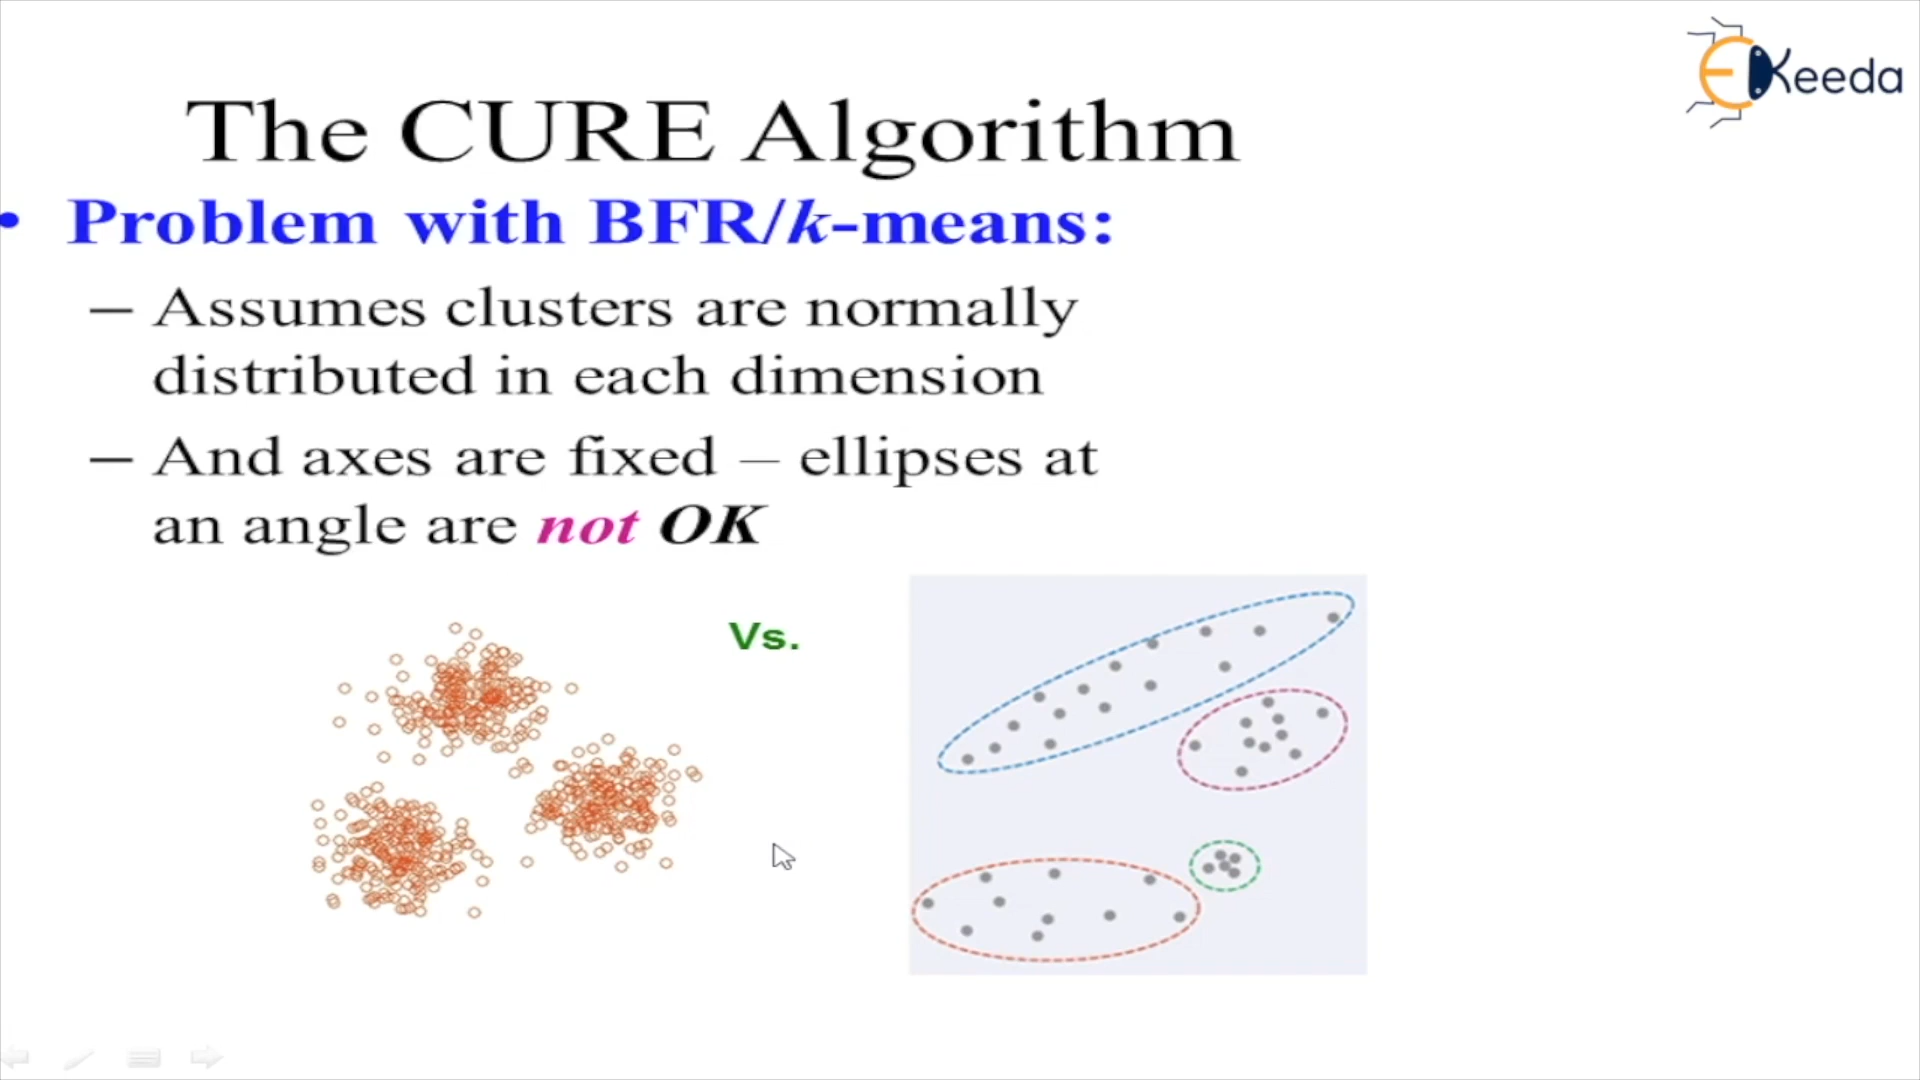 EKeeda
The CURE Algorithm
• Problem with BFR/k-means:
– Assumes clusters are normally
distributed in each dimension
– And axes are fixed – ellipses at
an angle are not OK
Vs.